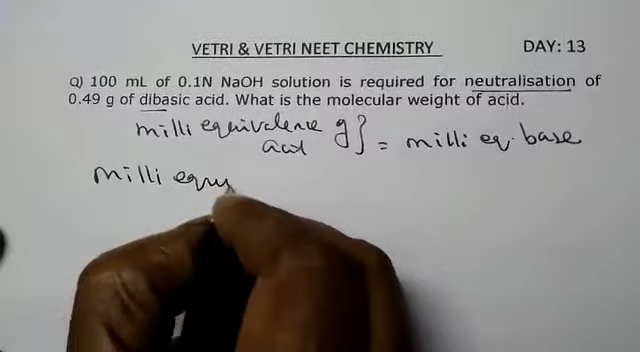 VETRI & VETRI NEET CHEMISTRY DAY: 13
Q) 100 mL of 0.1N NaOH solution is required for neutralisation of
0.49 g of dibasic acid. What is the molecular weight of acid.
milli equivalence of
acid } = milli eq. base
milli equi